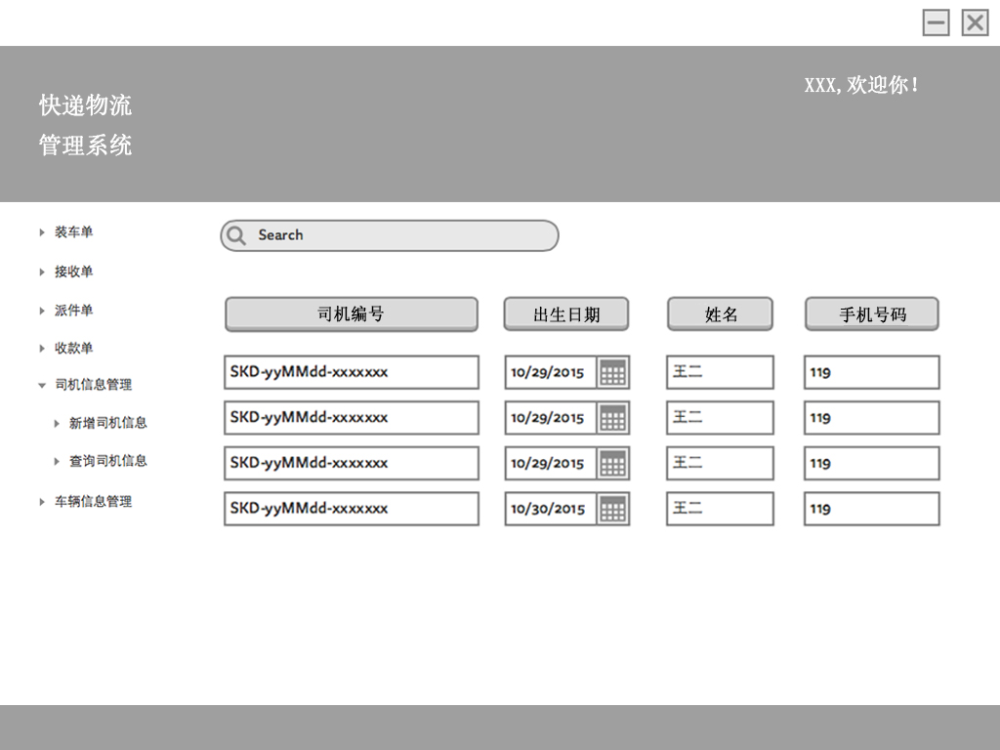 XXX,欢迎你!
快递物流
管理系统
装车单
接收单
派件单
收款单
司机信息管理
新增司机信息
查询司机信息
车辆信息管理
Search
司机编号 出生日期 姓名 手机号码
SKD-yyMMdd-xxxxxxx 10/29/2015 王二 119
SKD-yyMMdd-xxxxxxx 10/29/2015 王二 119
SKD-yyMMdd-xxxxxxx 10/29/2015 王二 119
SKD-yyMMdd-xxxxxxx 10/30/2015 王二 119